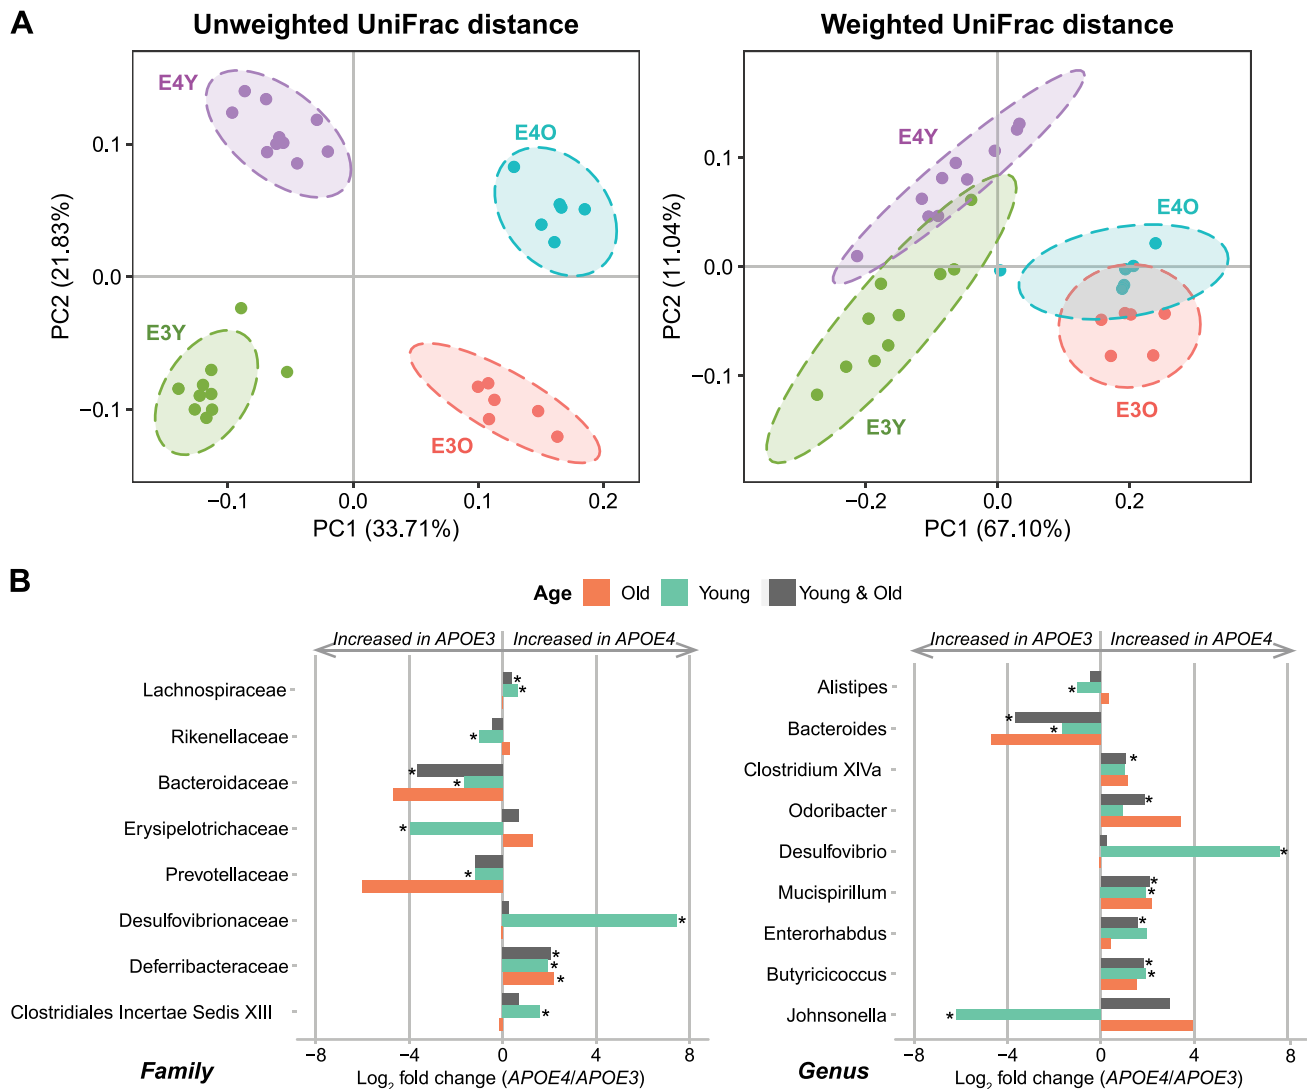 A
Unweighted UniFrac distance
Weighted UniFrac distance
E4Y
E4O
E3Y
E3O
0.1
0.0
−0.1
PC2 (21.83%)
−0.1
0.0
0.1
0.2
PC1 (33.71%)
E4Y
E4O
E3Y
E3O
0.1
0.0
−0.1
PC2 (11.04%)
−0.2
0.0
0.2
PC1 (67.10%)
B
Age Old Young Young & Old
Increased in APOE3 Increased in APOE4
Lachnospiraceae * *
Rikenellaceae *
Bacteroidaceae * *
Erysipelotrichaceae *
Prevotellaceae *
Desulfovibrionaceae *
Deferribacteraceae * * *
Clostridiales Incertae Sedis XIII *
−8 −4 0 4 8
Family
Log₂ fold change (APOE4/APOE3)
Increased in APOE3 Increased in APOE4
Alistipes *
Bacteroides * *
Clostridium XIVa *
Odoribacter *
Desulfovibrio *
Mucispirillum * *
Enterorhabdus *
Butyricicoccus * *
Johnsonella *
−8 −4 0 4 8
Genus
Log₂ fold change (APOE4/APOE3)